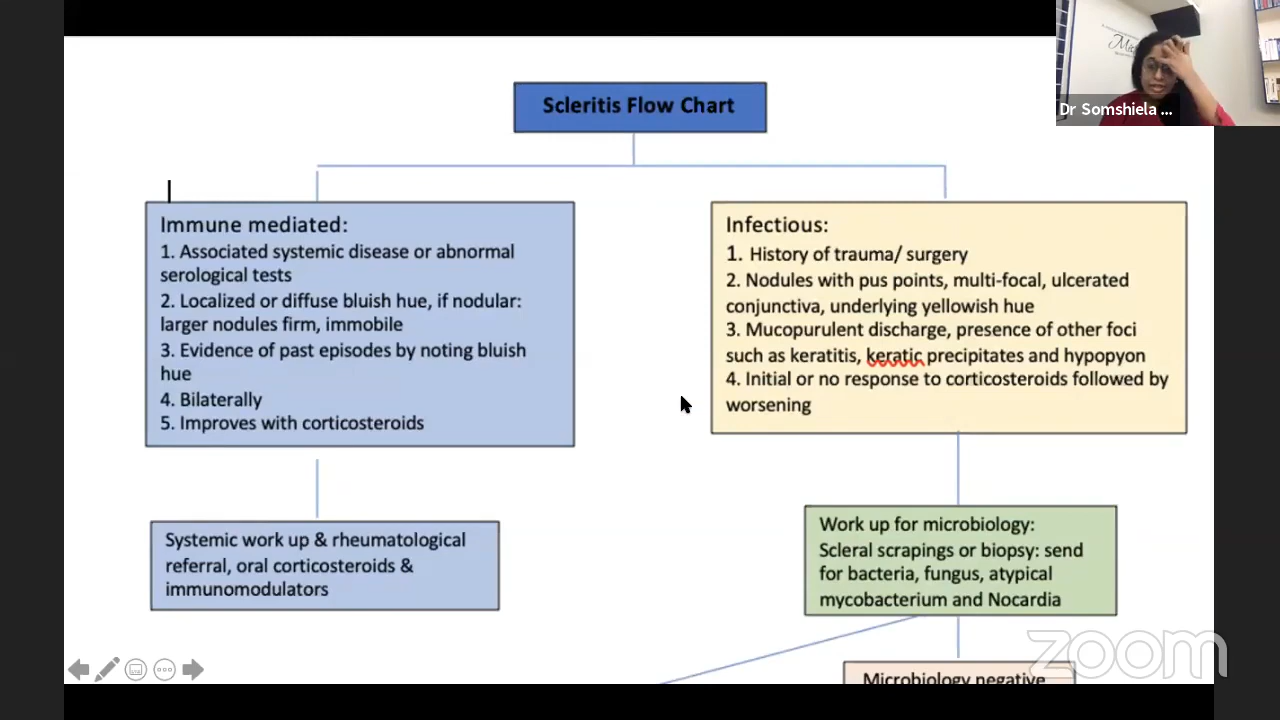 Scleritis Flow Chart
Dr Somshiela ...
Immune mediated:
1. Associated systemic disease or abnormal
serological tests
2. Localized or diffuse bluish hue, if nodular:
larger nodules firm, immobile
3. Evidence of past episodes by noting bluish
hue
4. Bilaterally
5. Improves with corticosteroids
Infectious:
1. History of trauma/ surgery
2. Nodules with pus points, multi-focal, ulcerated
conjunctiva, underlying yellowish hue
3. Mucopurulent discharge, presence of other foci
such as keratitis, keratic precipitates and hypopyon
4. Initial or no response to corticosteroids followed by
worsening
Systemic work up & rheumatological
referral, oral corticosteroids &
immunomodulators
Work up for microbiology:
Scleral scrapings or biopsy: send
for bacteria, fungus, atypical
mycobacterium and Nocardia
Microbiology negative
zoom